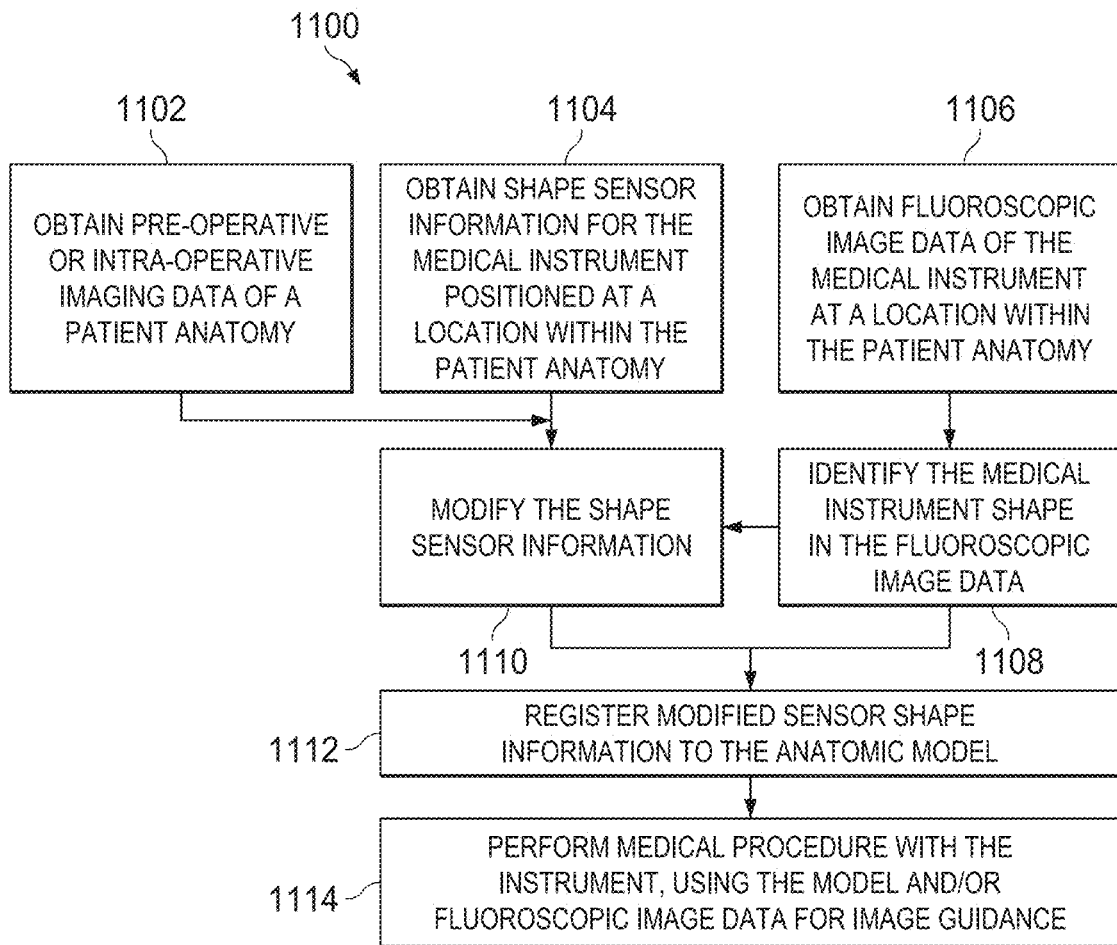 1100
1102
1104
1106
OBTAIN PRE-OPERATIVE
OR INTRA-OPERATIVE
IMAGING DATA OF A
PATIENT ANATOMY
OBTAIN SHAPE SENSOR
INFORMATION FOR THE
MEDICAL INSTRUMENT
POSITIONED AT A
LOCATION WITHIN THE
PATIENT ANATOMY
OBTAIN FLUOROSCOPIC
IMAGE DATA OF THE
MEDICAL INSTRUMENT
AT A LOCATION WITHIN
THE PATIENT ANATOMY
MODIFY THE SHAPE
SENSOR INFORMATION
IDENTIFY THE MEDICAL
INSTRUMENT SHAPE
IN THE FLUOROSCOPIC
IMAGE DATA
1110
1108
1112
REGISTER MODIFIED SENSOR SHAPE
INFORMATION TO THE ANATOMIC MODEL
1114
PERFORM MEDICAL PROCEDURE WITH THE
INSTRUMENT, USING THE MODEL AND/OR
FLUOROSCOPIC IMAGE DATA FOR IMAGE GUIDANCE